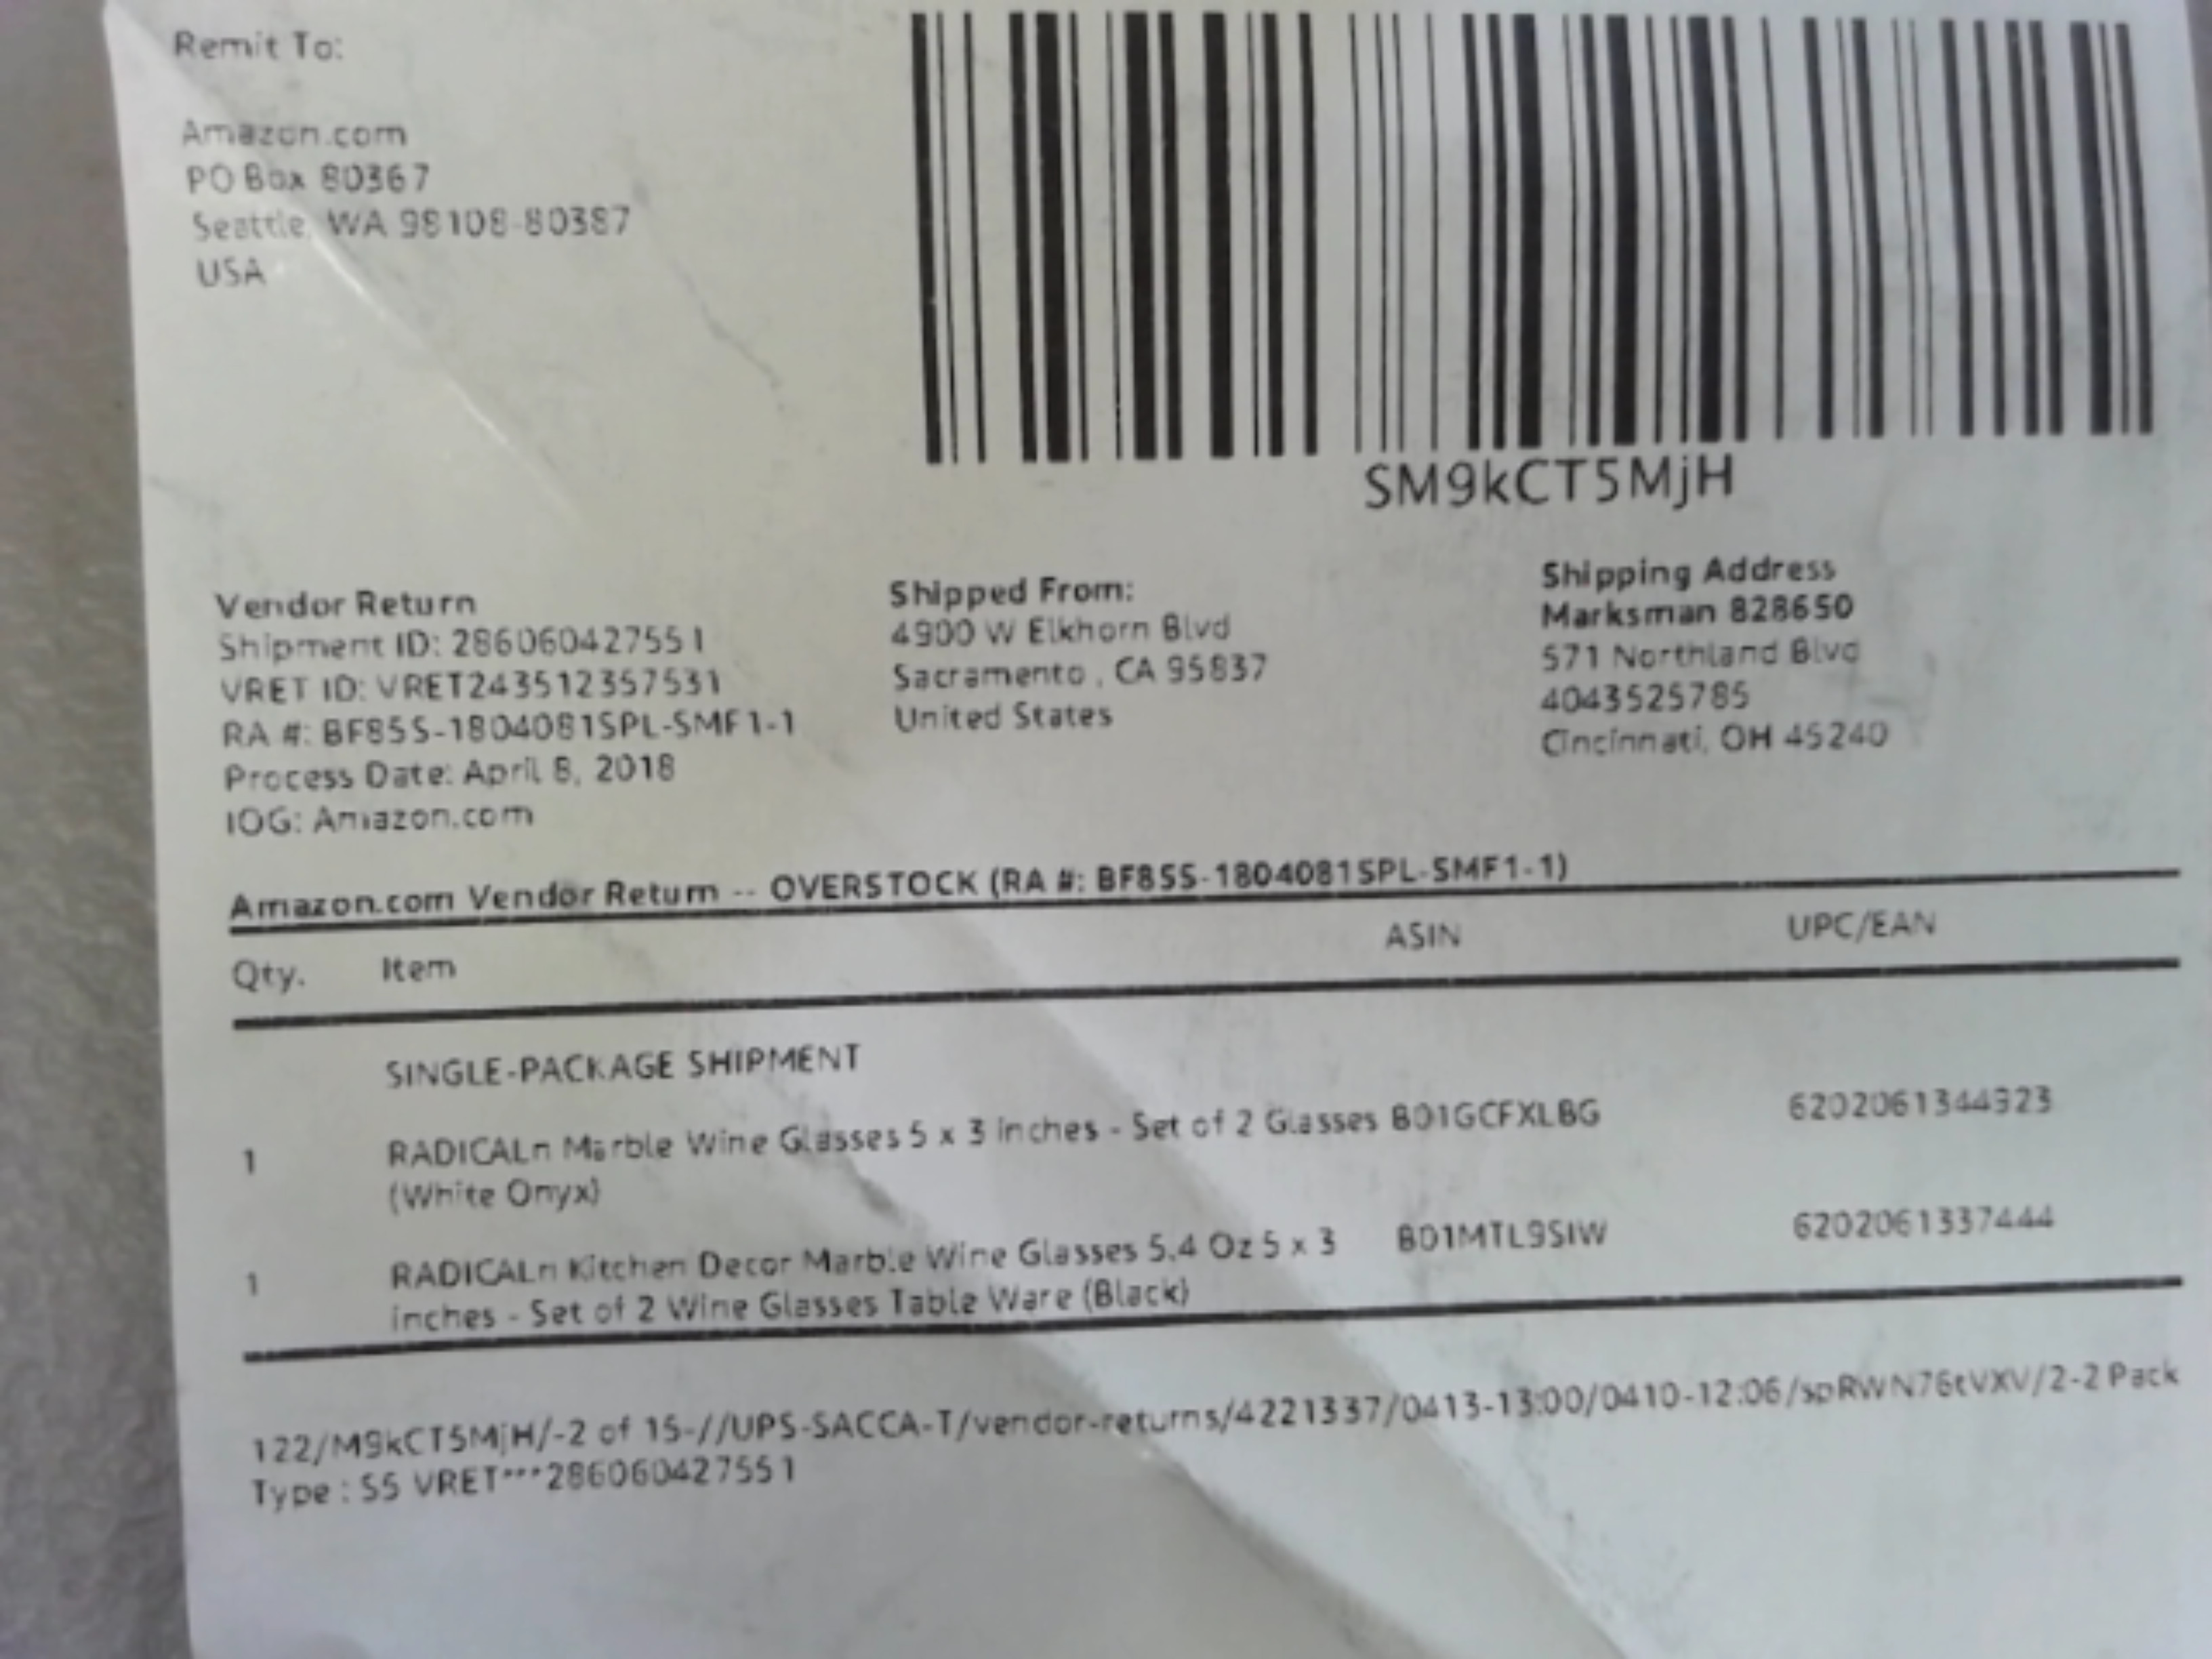 Remit To:
Amazon.com
PO Box 80367
Seattle, WA 98108-80387
USA
SM9kCT5MjH
Vendor Return
Shipment ID: 286060427551
VRET ID: VRET243512357531
RA #: BF85S-1804081SPL-SMF1-1
Process Date: April 8, 2018
IOG: Amazon.com
Shipped From:
4900 W Elkhorn Blvd
Sacramento , CA 95837
United States
Shipping Address
Marksman 828650
571 Northland Blvd
4043525785
Cincinnati, OH 45240
Amazon.com Vendor Return -- OVERSTOCK (RA #: BF85S-1804081SPL-SMF1-1)
Qty. Item ASIN UPC/EAN
SINGLE-PACKAGE SHIPMENT
1 RADICALn Marble Wine Glasses 5 x 3 inches - Set of 2 Glasses B01GCFXLBG 6202061344923
(White Onyx)
1 RADICALn Kitchen Decor Marble Wine Glasses 5.4 Oz 5 x 3 B01MTL9SIW 6202061337444
inches - Set of 2 Wine Glasses Table Ware (Black)
122/M9kCT5MjH/-2 of 15-//UPS-SACCA-T/vendor-returns/4221337/0413-13:00/0410-12:06/spRWN76tVXV/2-2 Pack
Type : S5 VRET***286060427551